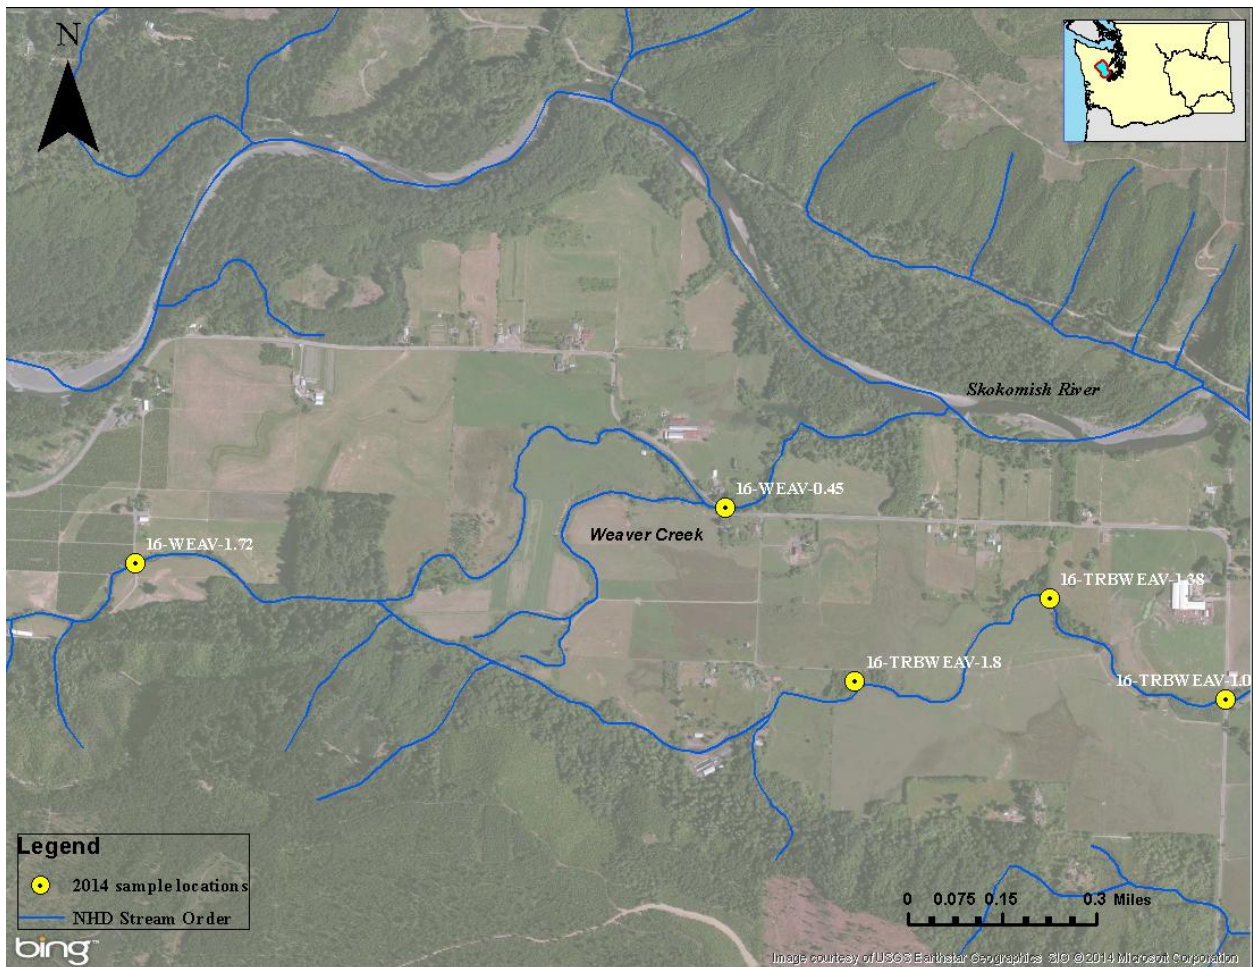 N
Skokomish River
16-WEAV-0.45
Weaver Creek
16-WEAV-1.72
16-TRBWEAV-1.38
16-TRBWEAV-1.8
16-TRBWEAV-1.0
Legend
2014 sample locations
NHD Stream Order
0 0.075 0.15 0.3 Miles
bing™
Image courtesy of USGS Earthstar Geographics SIO © 2014 Microsoft Corporation